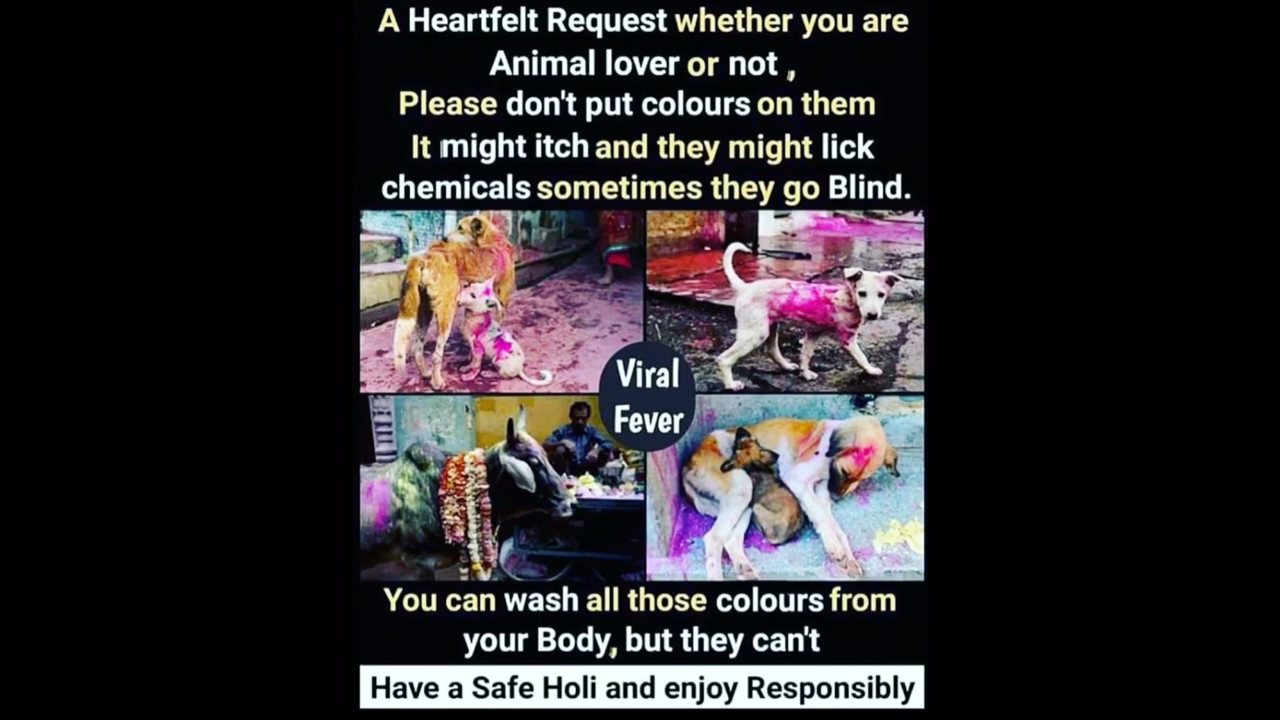 A Heartfelt Request whether you are
Animal lover or not ,
Please don't put colours on them
It might itch and they might lick
chemicals sometimes they go Blind.
Viral
Fever
You can wash all those colours from
your Body, but they can't
Have a Safe Holi and enjoy Responsibly